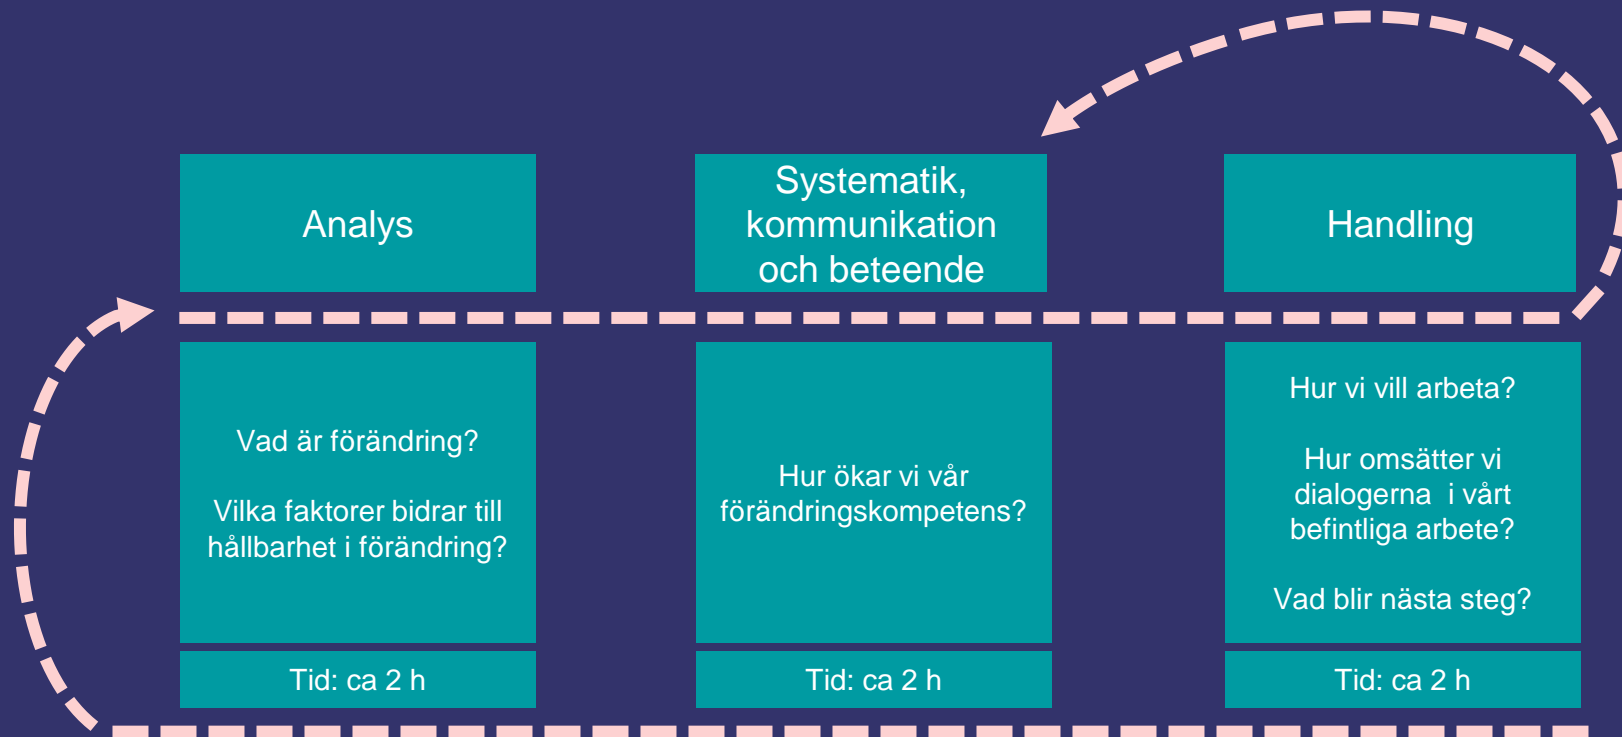 Analys
Systematik,
kommunikation
och beteende
Handling
Vad är förändring?
Vilka faktorer bidrar till
hållbarhet i förändring?
Hur ökar vi vår
förändringskompetens?
Hur vi vill arbeta?
Hur omsätter vi
dialogerna  i vårt
befintliga arbete?
Vad blir nästa steg?
Tid: ca 2 h
Tid: ca 2 h
Tid: ca 2 h